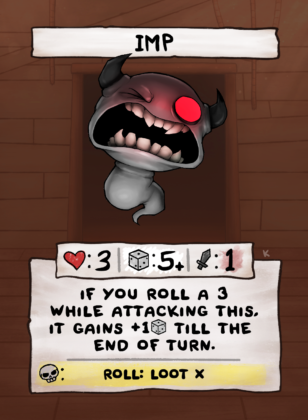 IMP
:3 :5+ :1
IF YOU ROLL A 3
WHILE ATTACKING THIS,
IT GAINS +1 TILL THE
END OF TURN.
: ROLL: LOOT X